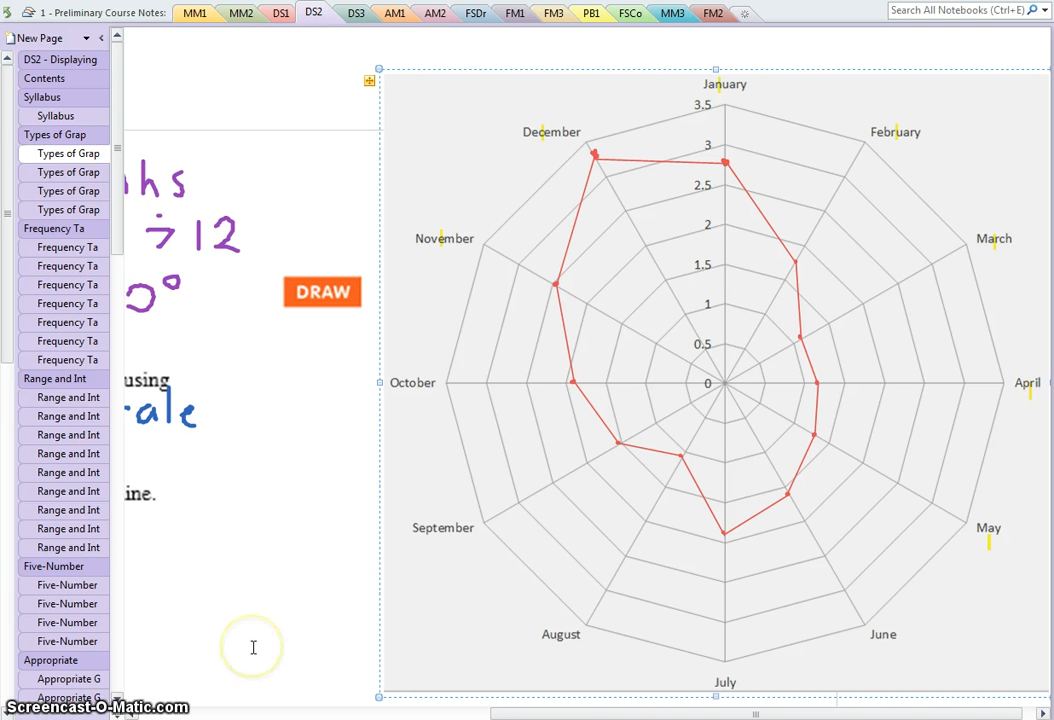 1 - Preliminary Course Notes:
MM1
MM2
DS1
DS2
DS3
AM1
AM2
FSDr
FM1
FM3
PB1
FSCo
MM3
FM2
Search All Notebooks (Ctrl+E)
New Page
DS2 - Displaying
Contents
Syllabus
Syllabus
Types of Grap
Types of Grap
Types of Grap
Types of Grap
Types of Grap
Frequency Ta
Frequency Ta
Frequency Ta
Frequency Ta
Frequency Ta
Frequency Ta
Frequency Ta
Frequency Ta
Range and Int
Range and Int
Range and Int
Range and Int
Range and Int
Range and Int
Range and Int
Range and Int
Range and Int
Range and Int
Five-Number
Five-Number
Five-Number
Five-Number
Five-Number
Appropriate
Appropriate G
Appropriate G
hs
÷ 12
0°
DRAW
using
ale
ine.
January
February
March
April
May
June
July
August
September
October
November
December
3.5
3
2.5
2
1.5
1
0.5
0
Screencast-O-Matic.com